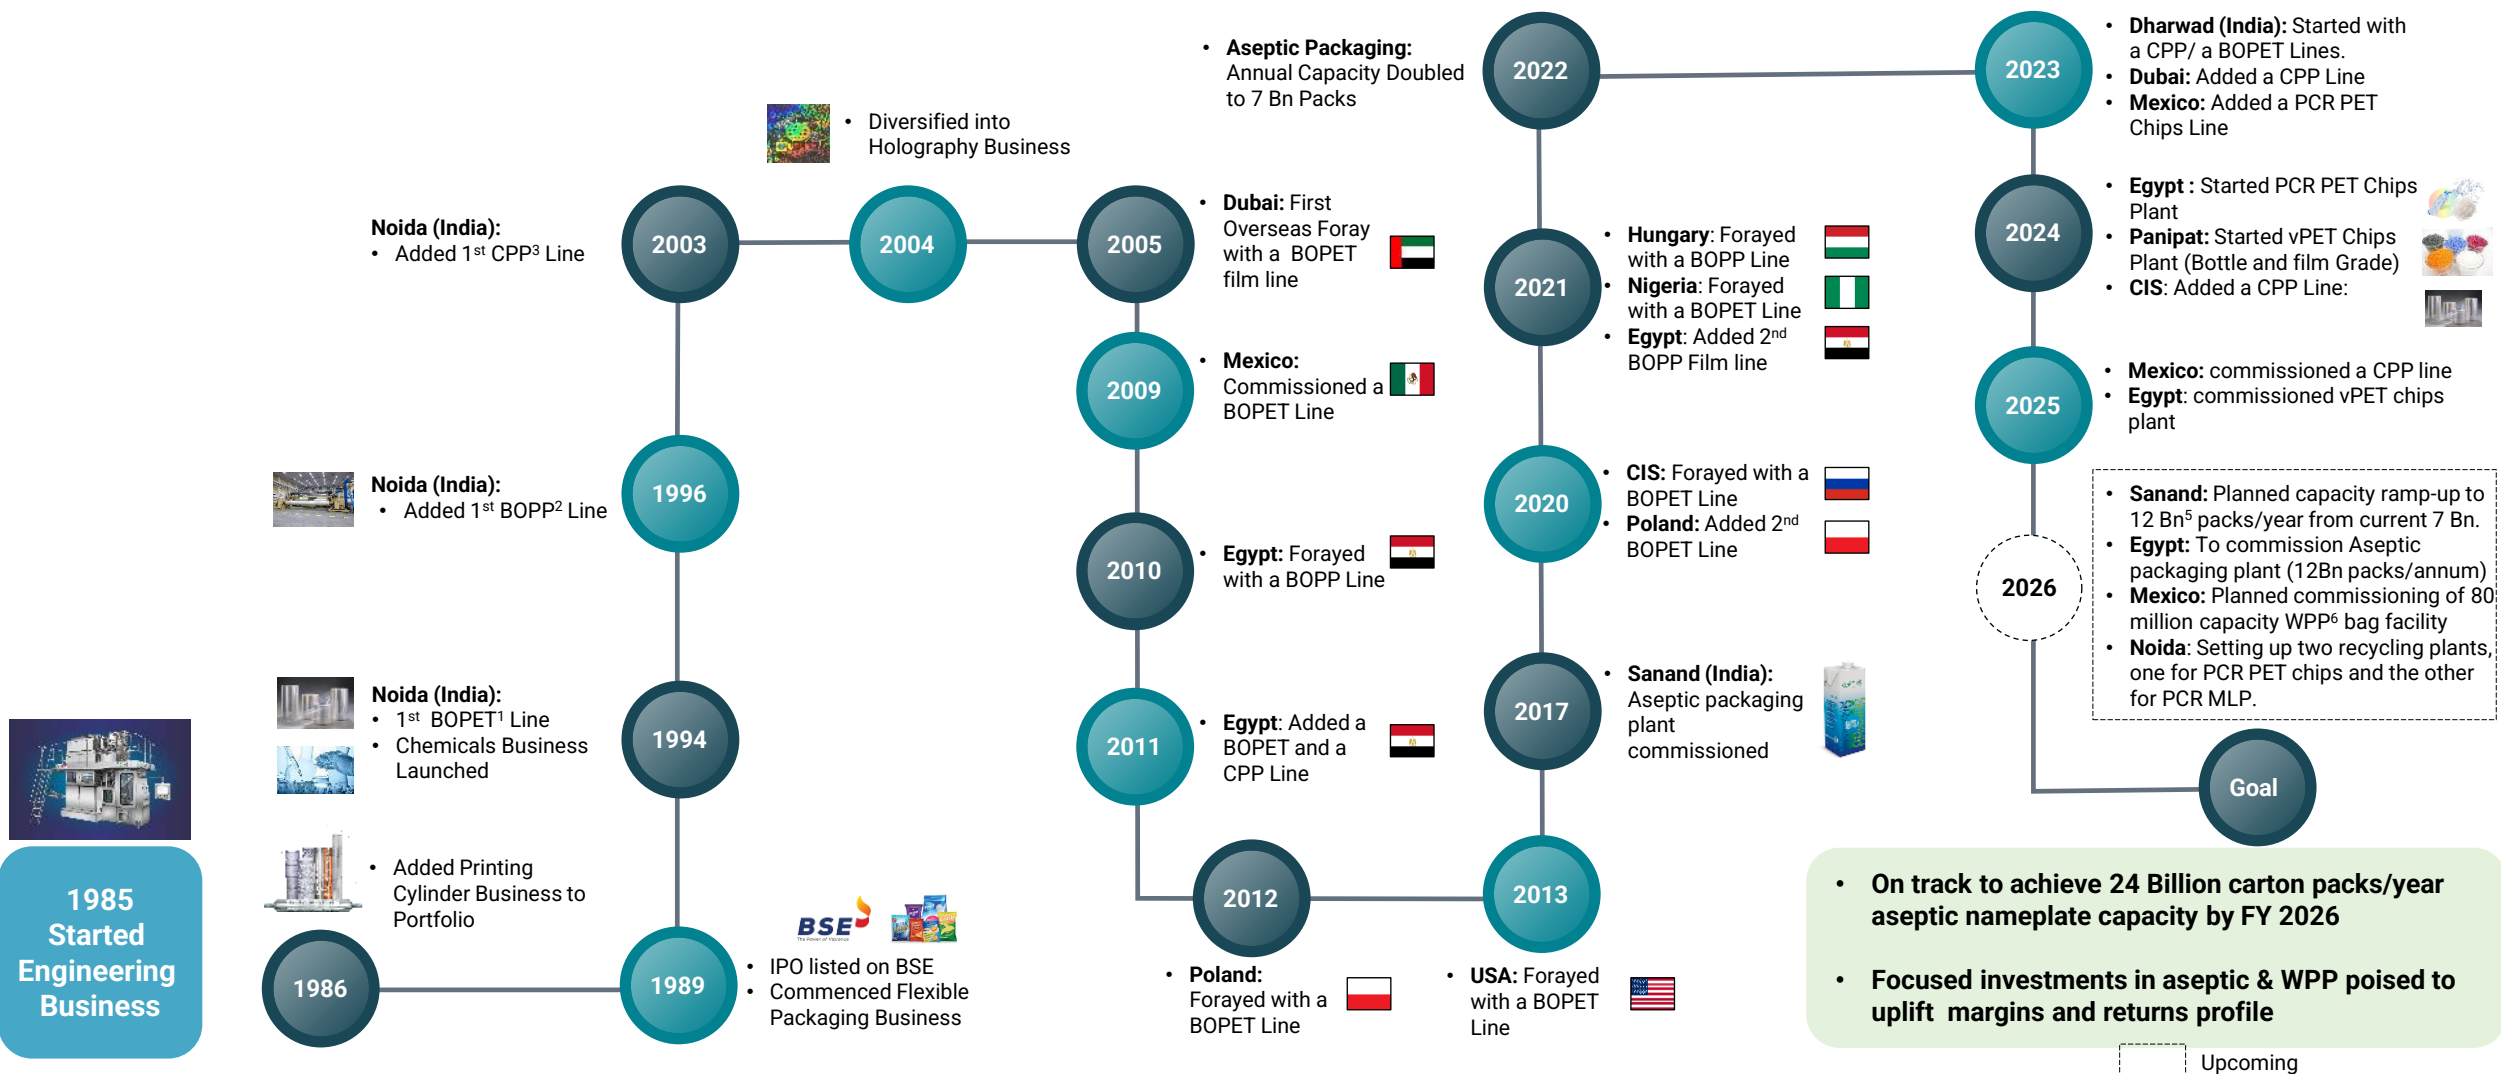 1985
Started
Engineering
Business
1986
• Added Printing
Cylinder Business to
Portfolio
1989
BSE
The Power of Vibrance
• IPO listed on BSE
• Commenced Flexible
Packaging Business
1994
Noida (India):
• 1st BOPET1 Line
• Chemicals Business
Launched
1996
Noida (India):
• Added 1st BOPP2 Line
2003
Noida (India):
• Added 1st CPP3 Line
2004
• Diversified into
Holography Business
2005
• Dubai: First
Overseas Foray
with a BOPET
film line
2009
• Mexico:
Commissioned a
BOPET Line
2010
• Egypt: Forayed
with a BOPP Line
2011
• Egypt: Added a
BOPET and a
CPP Line
2012
• Poland:
Forayed with a
BOPET Line
2013
• USA: Forayed
with a BOPET
Line
2017
• Sanand (India):
Aseptic packaging
plant
commissioned
2020
• CIS: Forayed with a
BOPET Line
• Poland: Added 2nd
BOPET Line
2021
• Hungary: Forayed
with a BOPP Line
• Nigeria: Forayed
with a BOPET Line
• Egypt: Added 2nd
BOPP Film line
2022
• Aseptic Packaging:
Annual Capacity Doubled
to 7 Bn Packs
2023
• Dharwad (India): Started with
a CPP/ a BOPET Lines.
• Dubai: Added a CPP Line
• Mexico: Added a PCR PET
Chips Line
2024
• Egypt : Started PCR PET Chips
Plant
• Panipat: Started vPET Chips
Plant (Bottle and film Grade)
• CIS: Added a CPP Line:
2025
• Mexico: commissioned a CPP line
• Egypt: commissioned vPET chips
plant
2026
• Sanand: Planned capacity ramp-up to
12 Bn5 packs/year from current 7 Bn.
• Egypt: To commission Aseptic
packaging plant (12Bn packs/annum)
• Mexico: Planned commissioning of 80
million capacity WPP6 bag facility
• Noida: Setting up two recycling plants,
one for PCR PET chips and the other
for PCR MLP.
Goal
• On track to achieve 24 Billion carton packs/year
aseptic nameplate capacity by FY 2026
• Focused investments in aseptic & WPP poised to
uplift margins and returns profile
Upcoming